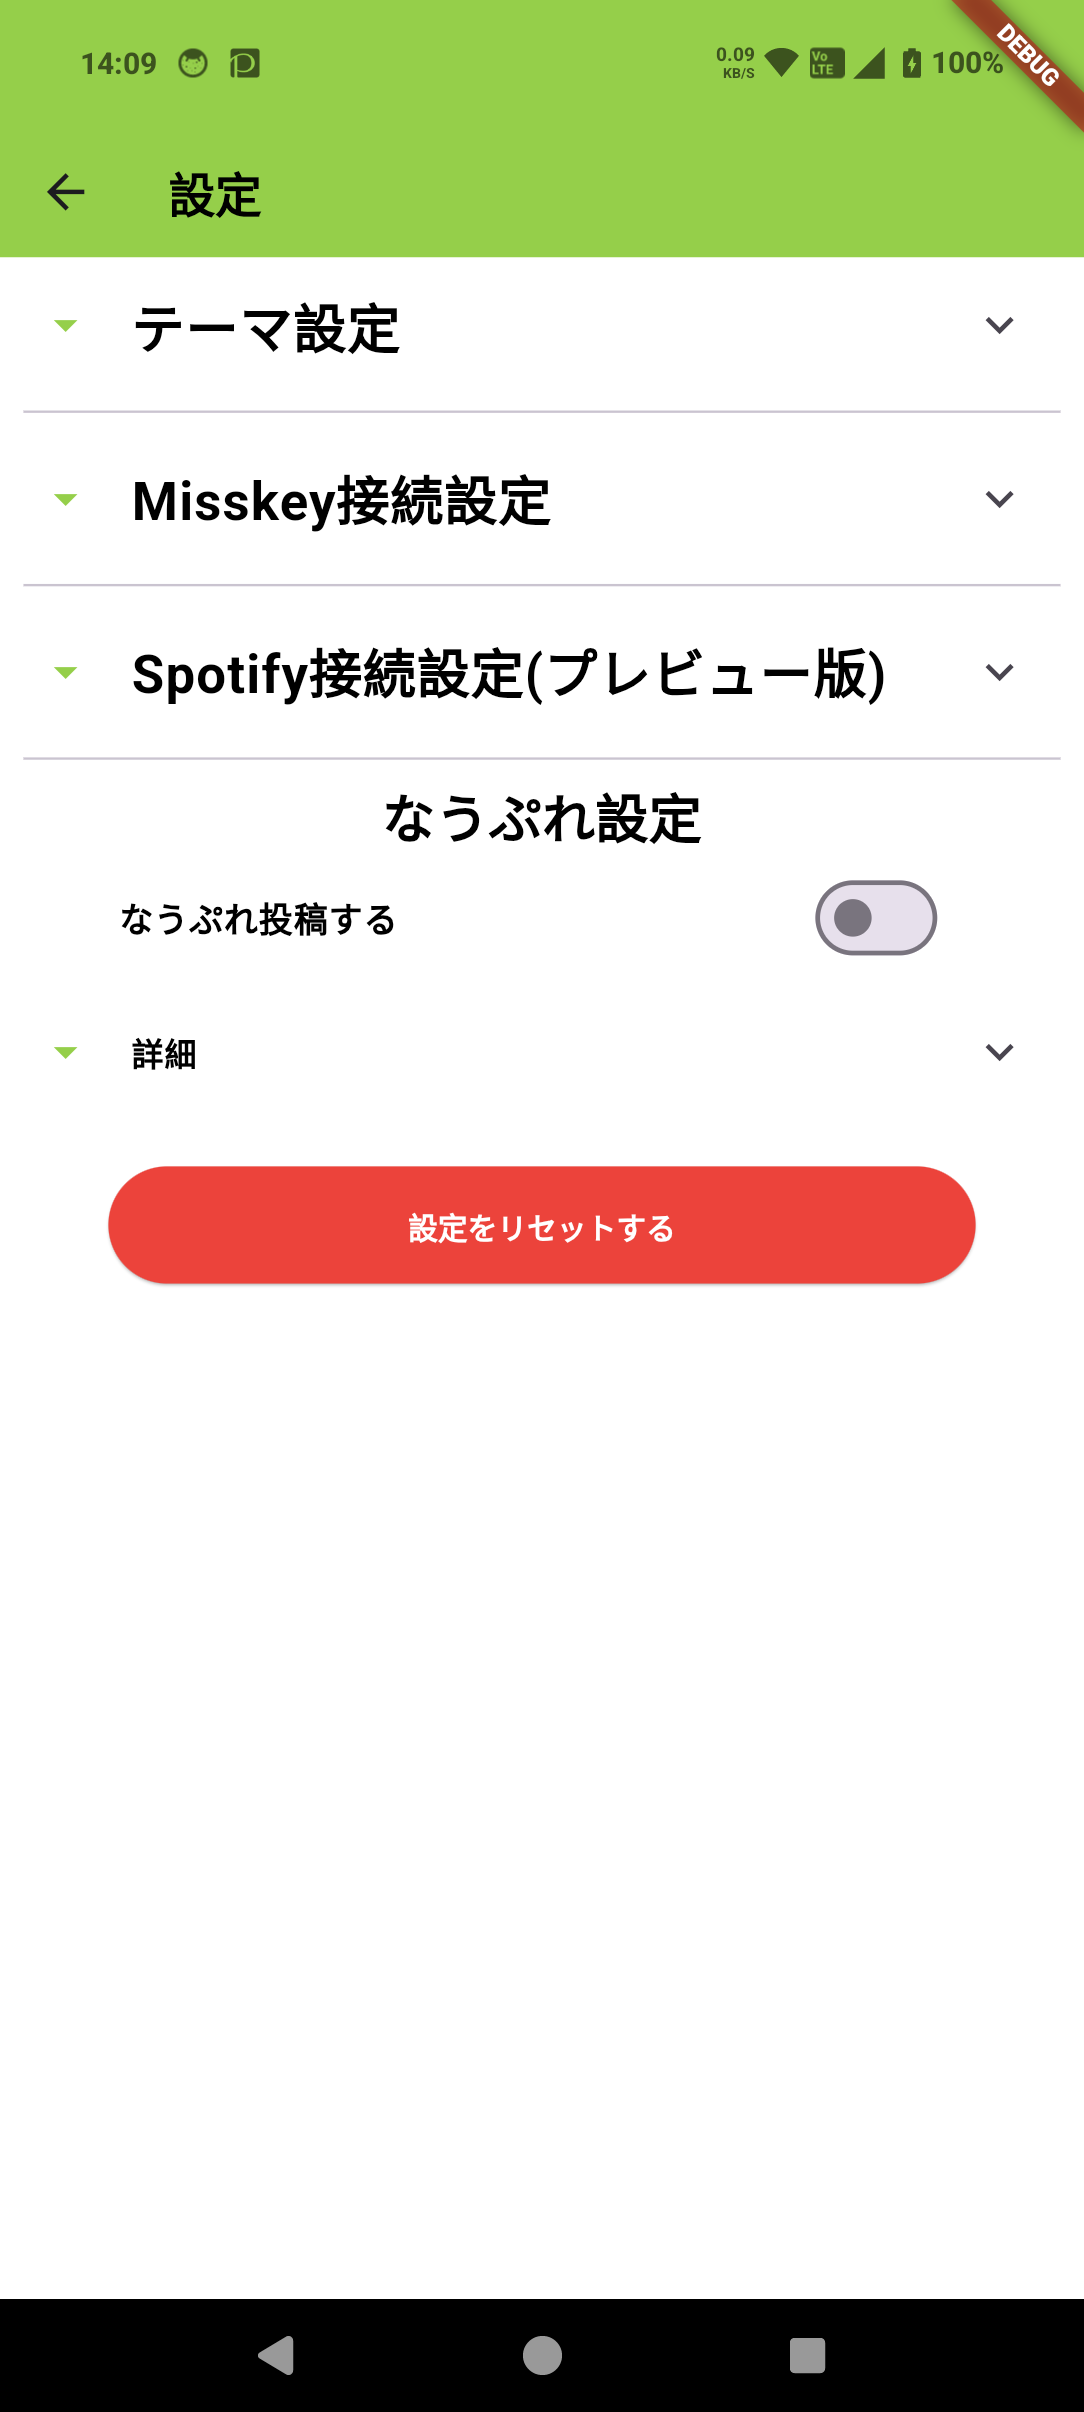 14:09
0.09
KB/S
Vo
LTE
100%
DEBUG
設定
テーマ設定
Misskey接続設定
Spotify接続設定(プレビュー版)
なうぷれ設定
なうぷれ投稿する
詳細
設定をリセットする